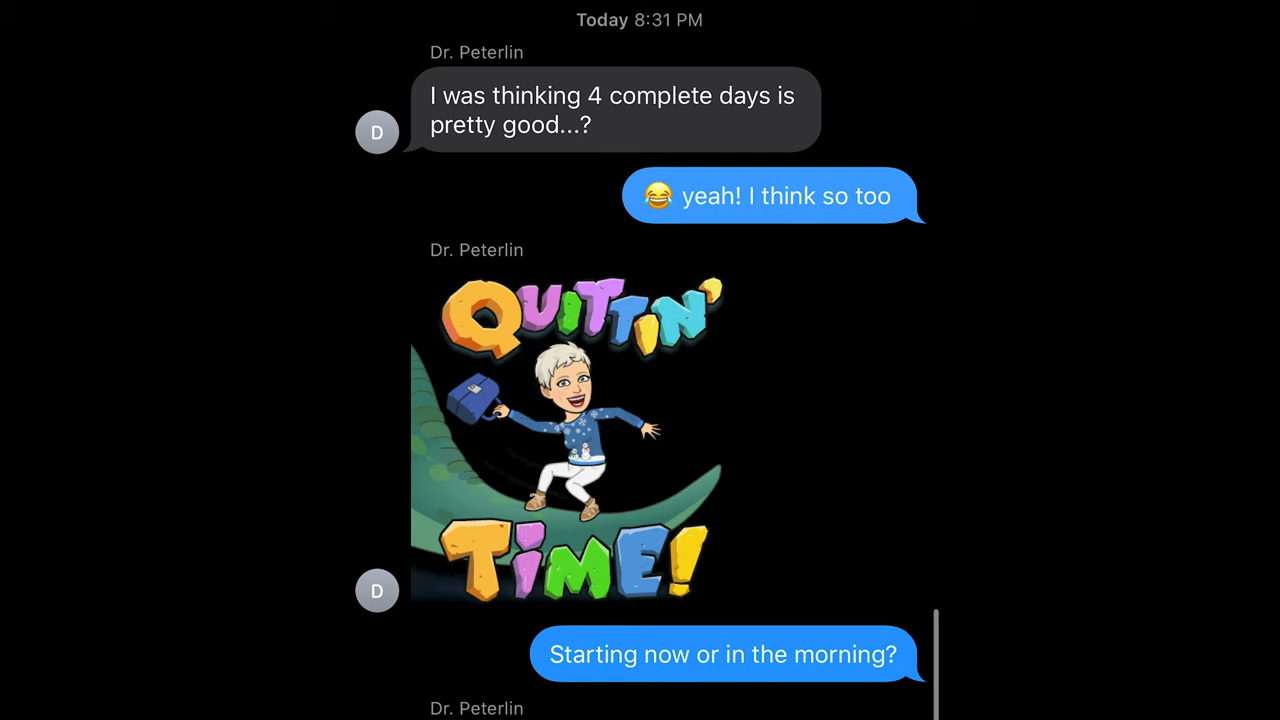 Today 8:31 PM
Dr. Peterlin
I was thinking 4 complete days is
pretty good...?
D
😂 yeah! I think so too
Dr. Peterlin
QUITTIN'
TIME!
D
Starting now or in the morning?
Dr. Peterlin